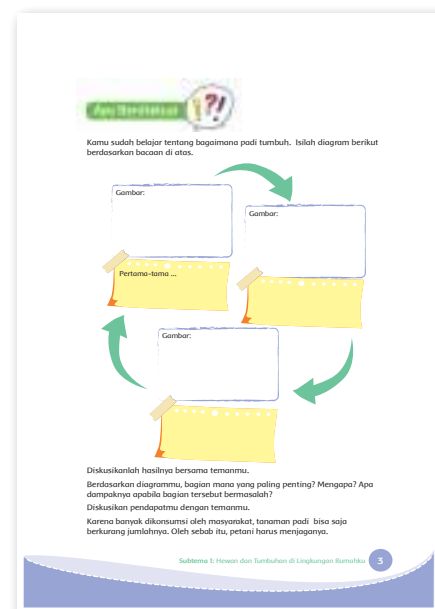 Kamu sudah belajar tentang bagaimana padi tumbuh. Isilah diagram berikut
berdasarkan bacaan di atas.
Gambar:
Gambar:
Pertama-tama ...
Gambar:
Diskusikanlah hasilnya bersama temanmu.
Berdasarkan diagrammu, bagian mana yang paling penting? Mengapa? Apa
dampaknya apabila bagian tersebut bermasalah?
Diskusikan pendapatmu dengan temanmu.
Karena banyak dikonsumsi oleh masyarakat, tanaman padi bisa saja
berkurang jumlahnya. Oleh sebab itu, petani harus menjaganya.
Subtema 1: Hewan dan Tumbuhan di Lingkungan Rumahku 3